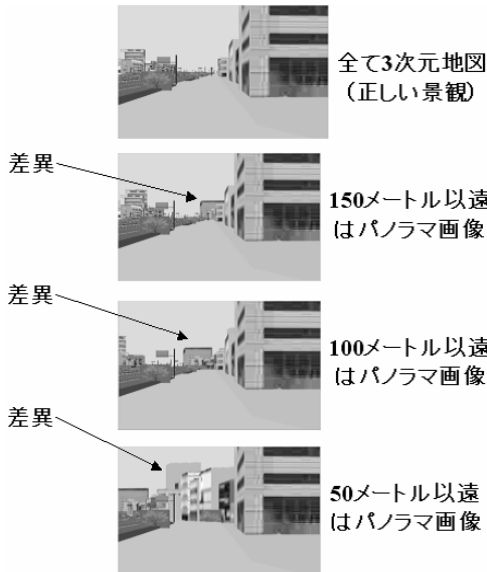 全て3次元地図
（正しい景観）
差異
150メートル以遠
はパノラマ画像
差異
100メートル以遠
はパノラマ画像
差異
50メートル以遠
はパノラマ画像